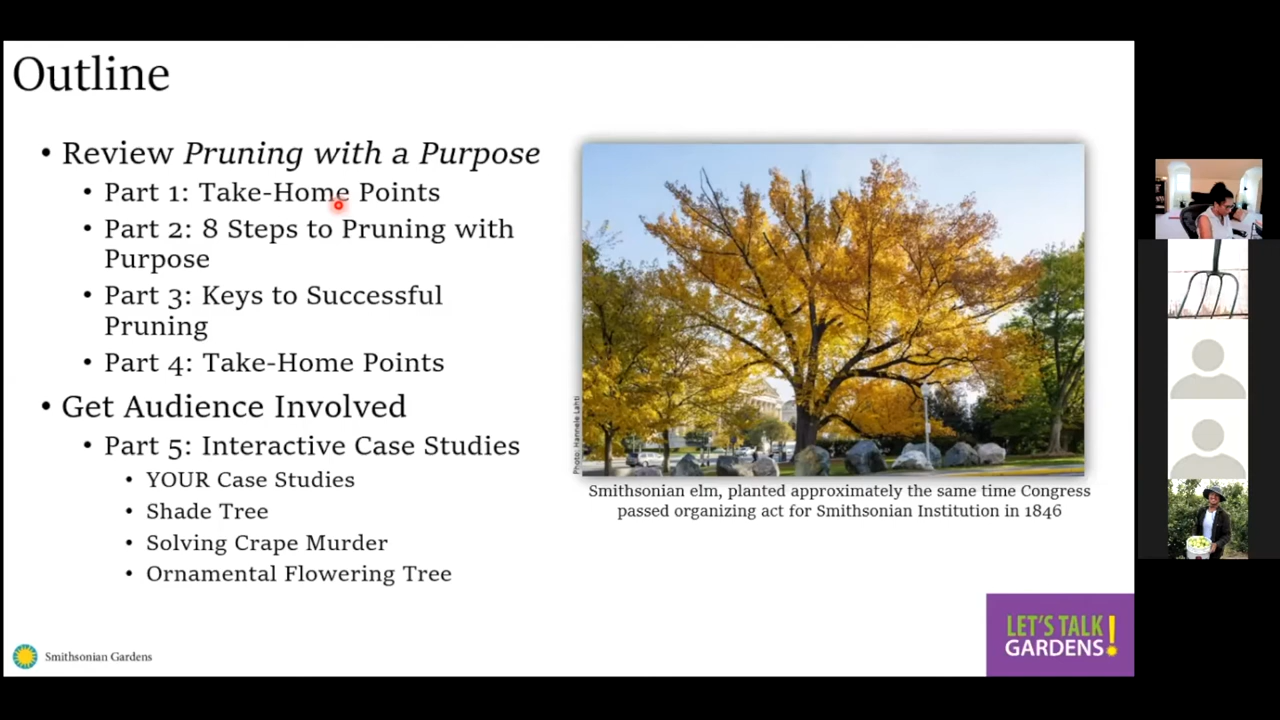 Outline
• Review Pruning with a Purpose
• Part 1: Take-Home Points
• Part 2: 8 Steps to Pruning with
Purpose
• Part 3: Keys to Successful
Pruning
• Part 4: Take-Home Points
• Get Audience Involved
• Part 5: Interactive Case Studies
• YOUR Case Studies
• Shade Tree
• Solving Crape Murder
• Ornamental Flowering Tree
Photo: Hannele Lahti
Smithsonian elm, planted approximately the same time Congress
passed organizing act for Smithsonian Institution in 1846
Smithsonian Gardens
LET'S TALK
GARDENS!